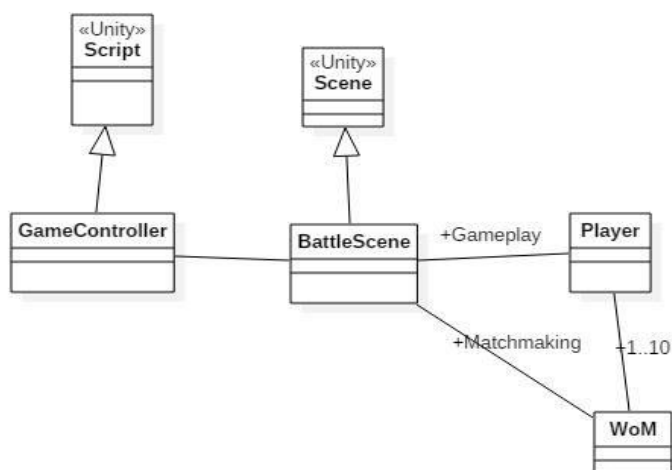 «Unity»
Script
«Unity»
Scene
GameController
BattleScene
+Gameplay
Player
+Matchmaking
+1..10
WoM